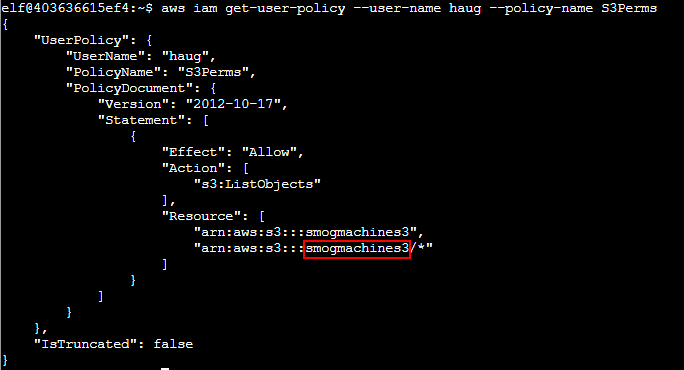 elf@403636615ef4:~$ aws iam get-user-policy --user-name haug --policy-name S3Perms
{
    "UserPolicy": {
        "UserName": "haug",
        "PolicyName": "S3Perms",
        "PolicyDocument": {
            "Version": "2012-10-17",
            "Statement": [
                {
                    "Effect": "Allow",
                    "Action": [
                        "s3:ListObjects"
                    ],
                    "Resource": [
                        "arn:aws:s3:::smogmachines3",
                        "arn:aws:s3:::smogmachines3/*"
                    ]
                }
            ]
        }
    },
    "IsTruncated": false
}